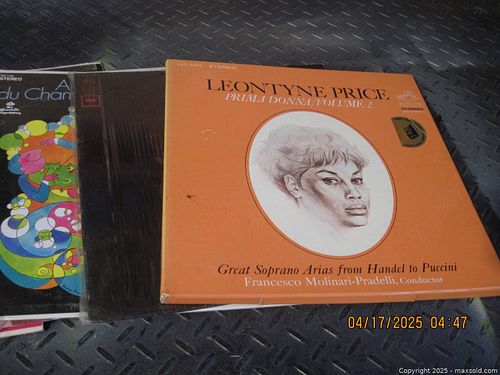 STEREO
A
du Cham
STEREO
LEONTYNE PRICE
PRIMA DONNA/VOLUME 2
Great Soprano Arias from Handel to Puccini
Francesco Molinari-Pradelli, Conductor
04/17/2025 04:47
Copyright © 2025 - maxsold.com